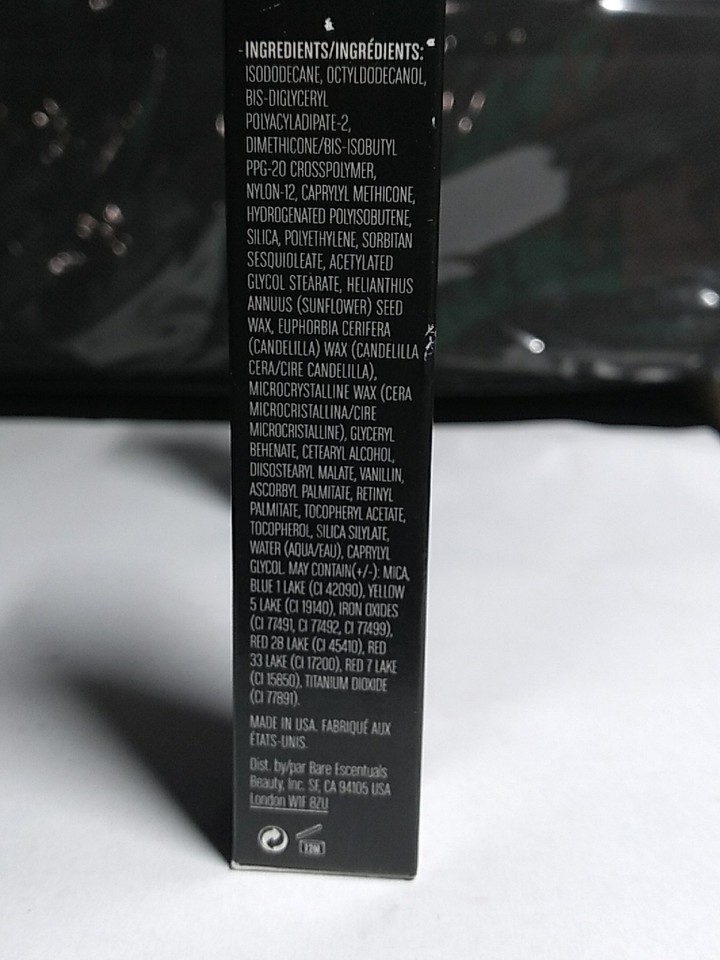 INGREDIENTS/INGRÉDIENTS:
ISODODECANE, OCTYLDODECANOL,
BIS-DIGLYCERYL
POLYACYLADIPATE-2,
DIMETHICONE/BIS-ISOBUTYL
PPG-20 CROSSPOLYMER,
NYLON-12, CAPRYLYL METHICONE,
HYDROGENATED POLYISOBUTENE,
SILICA, POLYETHYLENE, SORBITAN
SESQUIOLEATE, ACETYLATED
GLYCOL STEARATE, HELIANTHUS
ANNUUS (SUNFLOWER) SEED
WAX, EUPHORBIA CERIFERA
(CANDELILLA) WAX (CANDELILLA
CERA/CIRE CANDELILLA),
MICROCRYSTALLINE WAX (CERA
MICROCRISTALLINA/CIRE
MICROCRISTALLINE), GLYCERYL
BEHENATE, CETEARYL ALCOHOL,
DIISOSTEARYL MALATE, VANILLIN,
ASCORBYL PALMITATE, RETINYL
PALMITATE, TOCOPHERYL ACETATE,
TOCOPHEROL, SILICA SILYLATE,
WATER (AQUA/EAU), CAPRYLYL
GLYCOL. MAY CONTAIN(+/-): MICA,
BLUE 1 LAKE (CI 42090), YELLOW
5 LAKE (CI 19140), IRON OXIDES
(CI 77491, CI 77492, CI 77499),
RED 28 LAKE (CI 45410), RED
33 LAKE (CI 17200), RED 7 LAKE
(CI 15850), TITANIUM DIOXIDE
(CI 77891).
MADE IN USA. FABRIQUÉ AUX
ÉTATS-UNIS.
Dist. by/par Bare Escentuals
Beauty, Inc. SF, CA 94105 USA
London W1F 8ZU
12M